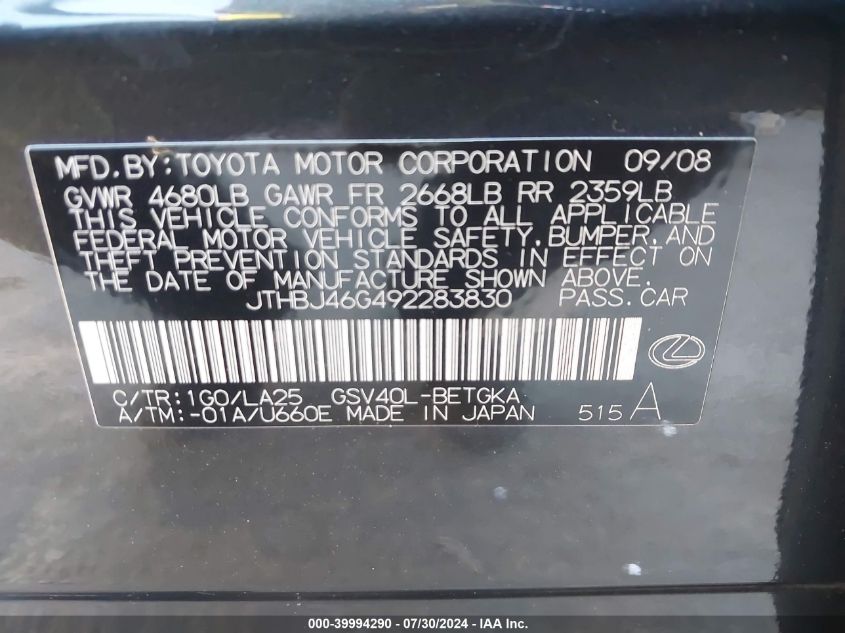 MFD.BY:TOYOTA MOTOR CORPORATION 09/08
GVWR 4680LB GAWR FR 2668LB RR 2359LB
THIS VEHICLE CONFORMS TO ALL APPLICABLE
FEDERAL MOTOR VEHICLE SAFETY,BUMPER,AND
THEFT PREVENTION STANDARDS IN EFFECT ON
THE DATE OF MANUFACTURE SHOWN ABOVE.
JTHBJ46G492283830 PASS.CAR
C/TR:1G0/LA25 GSV40L-BETGKA
A/TM:-01A/U660E MADE IN JAPAN 515A
000-39994290 - 07/30/2024 - IAA Inc.